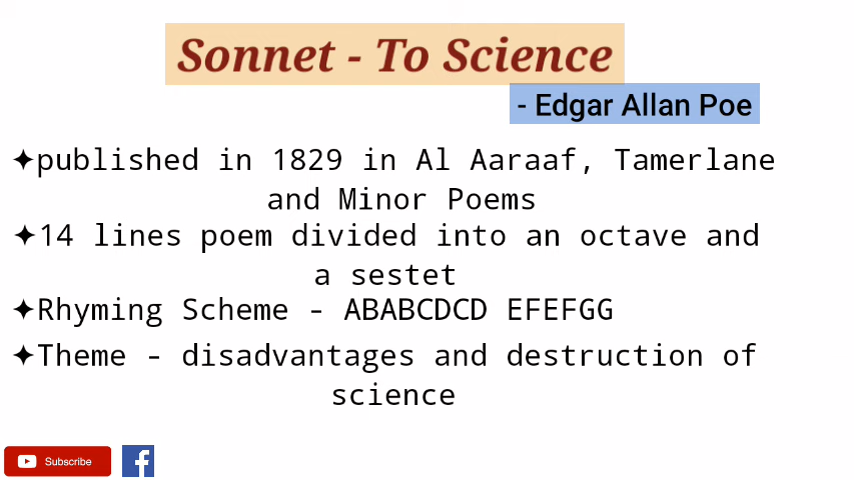 Sonnet - To Science
- Edgar Allan Poe
✦published in 1829 in Al Aaraaf, Tamerlane
and Minor Poems
✦14 lines poem divided into an octave and
a sestet
✦Rhyming Scheme - ABABCDCD EFEFGG
✦Theme - disadvantages and destruction of
science
Subscribe